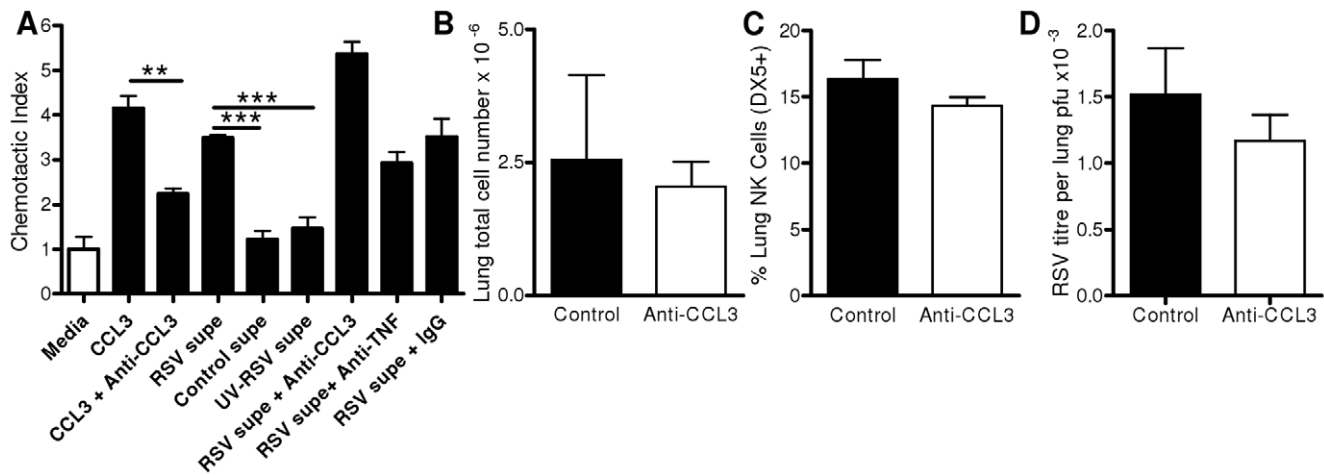 A
Chemotactic Index
6
5
4
3
2
1
0
**
***
***
Media
CCL3
CCL3 + Anti-CCL3
RSV supe
Control supe
UV-RSV supe
RSV supe + Anti-CCL3
RSV supe+ Anti-TNF
RSV supe + IgG
B
Lung total cell number x 10 -6
5.0
2.5
0.0
Control
Anti-CCL3
C
% Lung NK Cells (DX5+)
20
15
10
5
0
Control
Anti-CCL3
D
RSV titre per lung pfu x10 -3
2.0
1.5
1.0
0.5
0.0
Control
Anti-CCL3